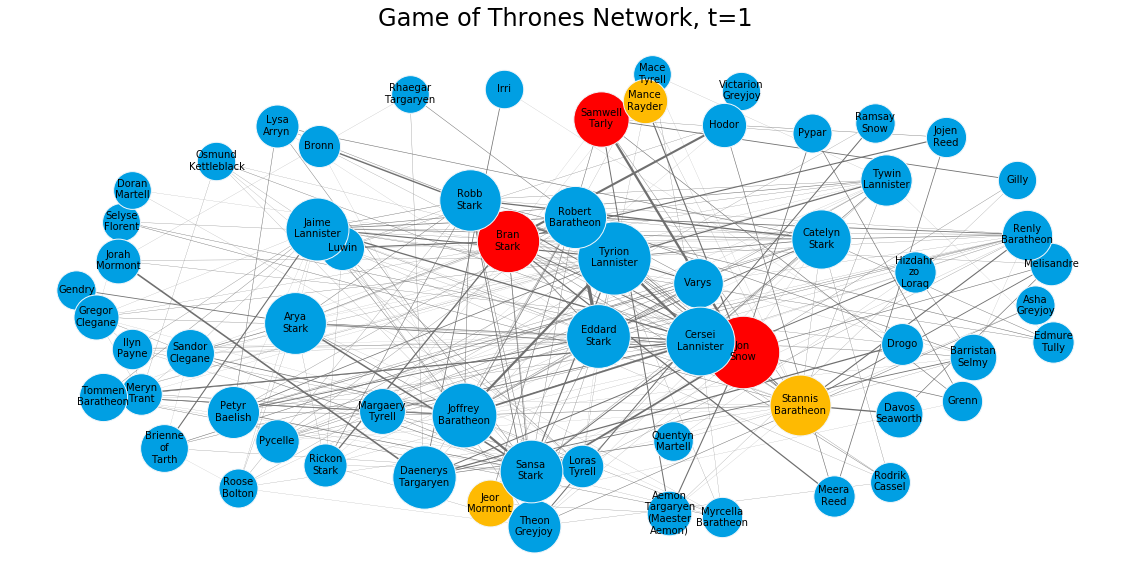 Game of Thrones Network, t=1
Mace
Tyrell
Rhaegar
Targaryen
Irri
Victarion
Greyjoy
Mance
Rayder
Samwell
Tarly
Lysa
Arryn
Bronn
Hodor
Pypar
Ramsay
Snow
Jojen
Reed
Osmund
Kettleblack
Doran
Martell
Tywin
Lannister
Gilly
Robb
Stark
Selyse
Florent
Jaime
Lannister
Luwin
Robert
Baratheon
Bran
Stark
Catelyn
Stark
Renly
Baratheon
Jorah
Mormont
Tyrion
Lannister
Melisandre
Hizdahr
zo
Loraq
Varys
Gendry
Gregor
Clegane
Asha
Greyjoy
Arya
Stark
Eddard
Stark
Cersei
Lannister
Jon
Snow
Drogo
Edmure
Tully
Ilyn
Payne
Sandor
Clegane
Barristan
Selmy
Tommen
Baratheon
Meryn
Trant
Petyr
Baelish
Margaery
Tyrell
Joffrey
Baratheon
Stannis
Baratheon
Davos
Seaworth
Grenn
Brienne
of
Tarth
Pycelle
Quentyn
Martell
Rickon
Stark
Daenerys
Targaryen
Sansa
Stark
Loras
Tyrell
Roose
Bolton
Rodrik
Cassel
Meera
Reed
Jeor
Mormont
Theon
Greyjoy
Aemon
Targaryen
(Maester
Aemon)
Myrcella
Baratheon